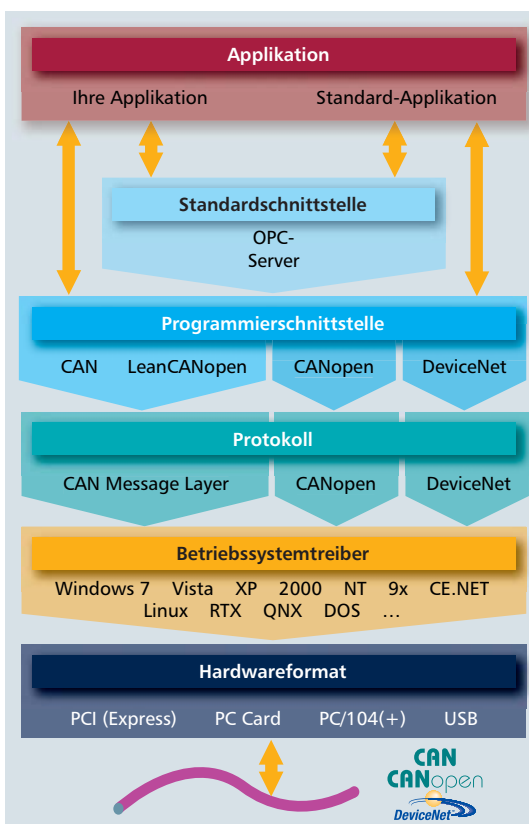 Applikation
Ihre Applikation Standard-Applikation
Standardschnittstelle
OPC-
Server
Programmierschnittstelle
CAN LeanCANopen CANopen DeviceNet
Protokoll
CAN Message Layer CANopen DeviceNet
Betriebssystemtreiber
Windows 7 Vista XP 2000 NT 9x CE.NET
Linux RTX QNX DOS ...
Hardwareformat
PCI (Express) PC Card PC/104(+) USB
CAN
CANopen
DeviceNet